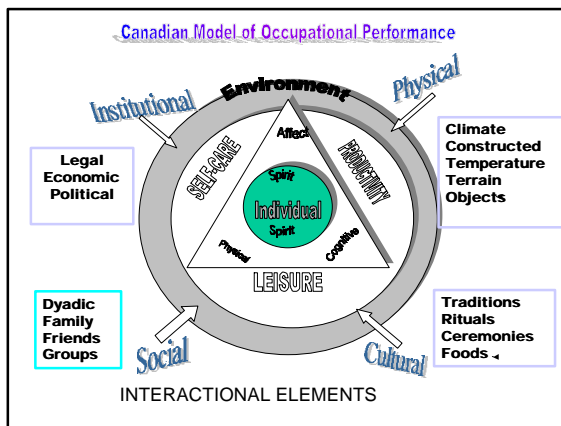 Canadian Model of Occupational Performance
Environment
Institutional
Physical
Legal
Economic
Political
Climate
Constructed
Temperature
Terrain
Objects
SELF-CARE
Affect
PRODUCTIVITY
Spirit
Individual
Spirit
Physical
Cognitive
LEISURE
Dyadic
Family
Friends
Groups
Social
Cultural
Traditions
Rituals
Ceremonies
Foods
INTERACTIONAL ELEMENTS